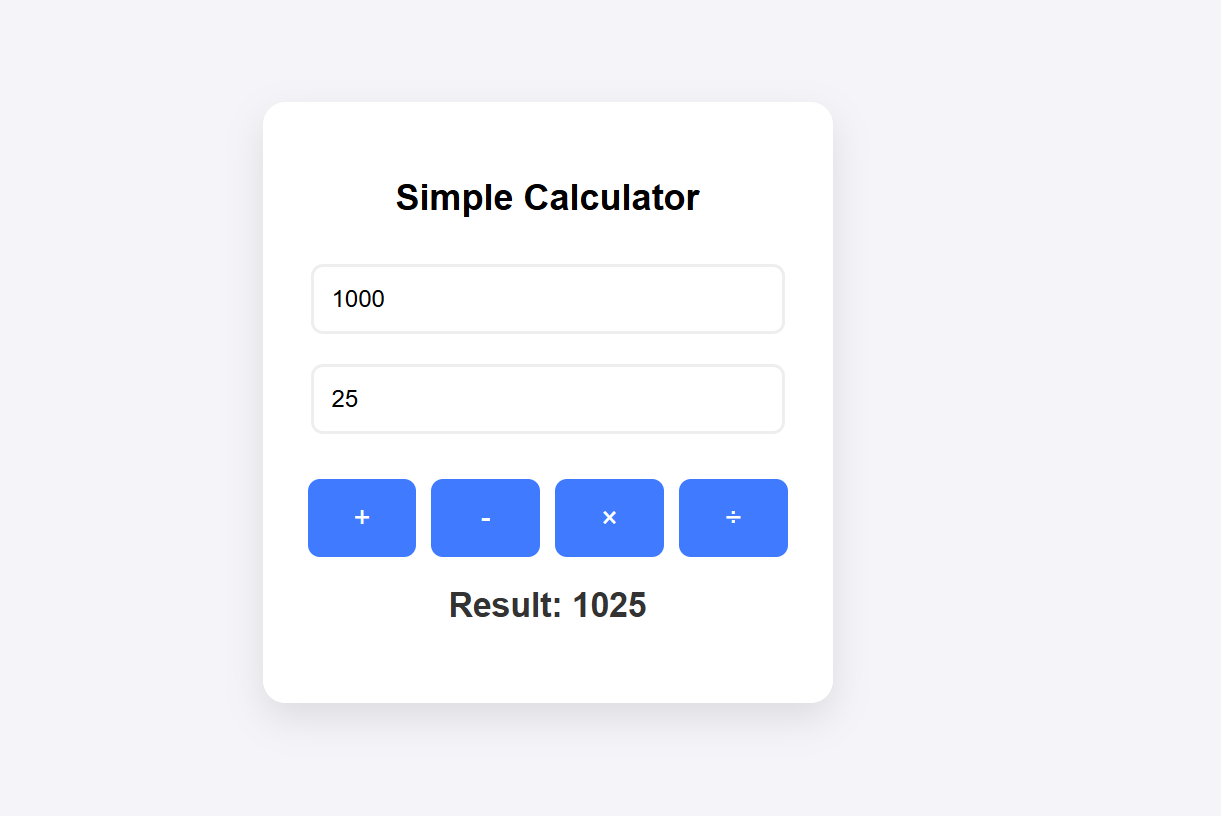 Simple Calculator
1000
25
+ - × ÷
Result: 1025